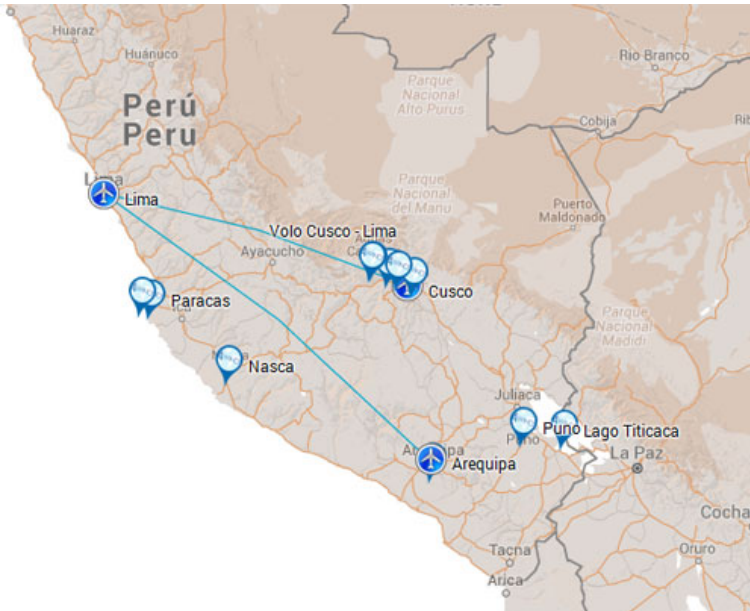 Huaraz
Huánuco
Perú
Peru
Parque
Nacional
Alto Purus
Rio Branco
Cobija
Lima
Parque
Nacional
del Manu
Puerto
Maldonado
Volo Cusco - Lima
Ayacucho
Cusco
Paracas
Parque
Nacional
Madidi
Nasca
Juliaca
Puno
Puno
Lago Titicaca
La Paz
Arequipa
Cocha
Oruro
Tacna
Arica